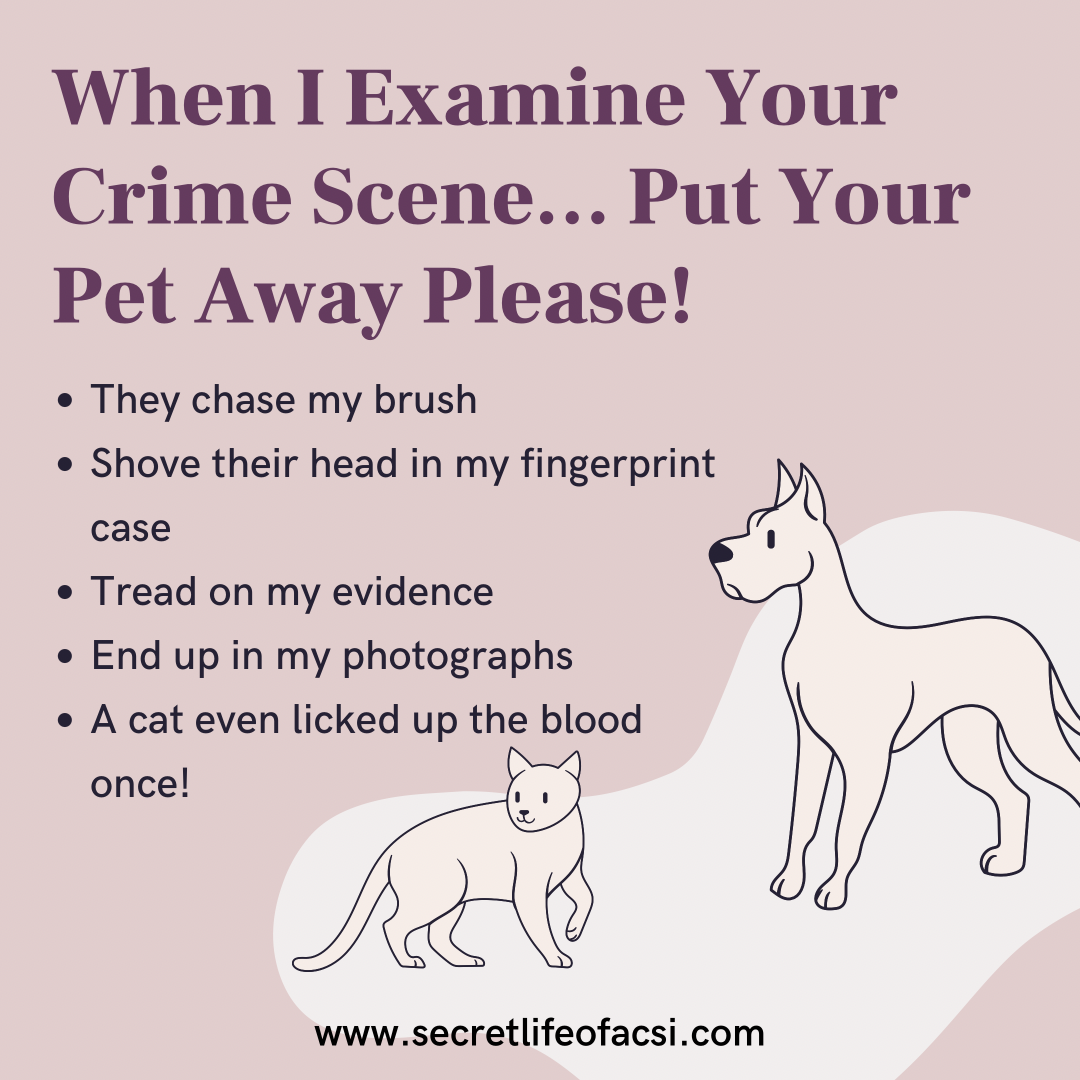 When I Examine Your
Crime Scene... Put Your
Pet Away Please!
• They chase my brush
• Shove their head in my fingerprint
case
• Tread on my evidence
• End up in my photographs
• A cat even licked up the blood
once!
www.secretlifeofacsi.com